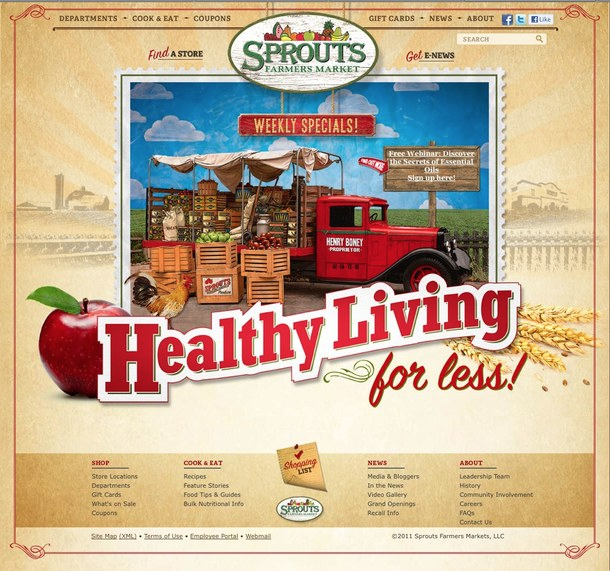 DEPARTMENTS • COOK & EAT • COUPONS
GIFT CARDS • NEWS • ABOUT
Like
SEARCH
Find A STORE
SPROUTS
FARMERS MARKET
Get E-NEWS
WEEKLY SPECIALS!
FIND OUT MORE
Free Webinar: Discover
the Secrets of Essential
Oils
Sign up here!
HENRY BONEY
PROPRIETOR
Healthy Living
for less!
SHOP
Store Locations
Departments
Gift Cards
What's on Sale
Coupons
COOK & EAT
Recipes
Feature Stories
Food Tips & Guides
Bulk Nutritional Info
Shopping
LIST
SPROUTS
FARMERS MARKET
NEWS
Media & Bloggers
In the News
Video Gallery
Grand Openings
Recall Info
ABOUT
Leadership Team
History
Community Involvement
Careers
FAQs
Contact Us
Site Map (XML) • Terms of Use • Employee Portal • Webmail
©2011 Sprouts Farmers Markets, LLC